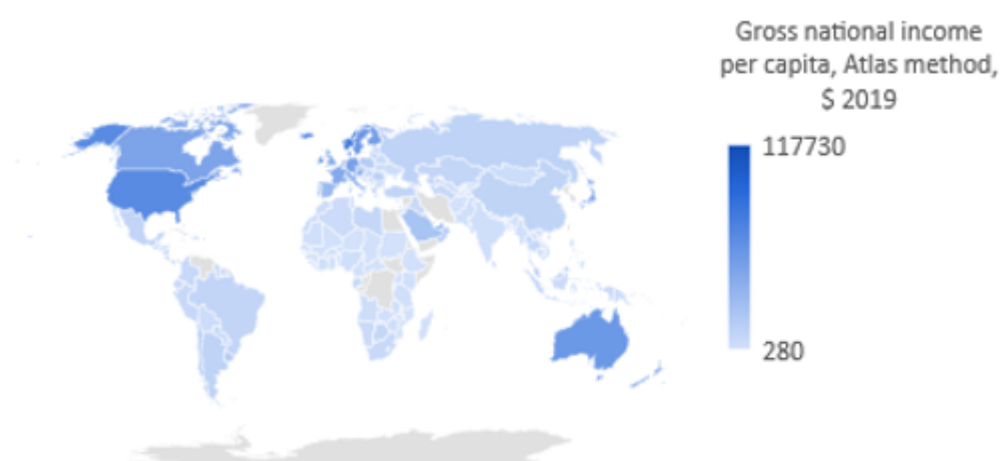 Gross national income
per capita, Atlas method,
$ 2019
117730
280